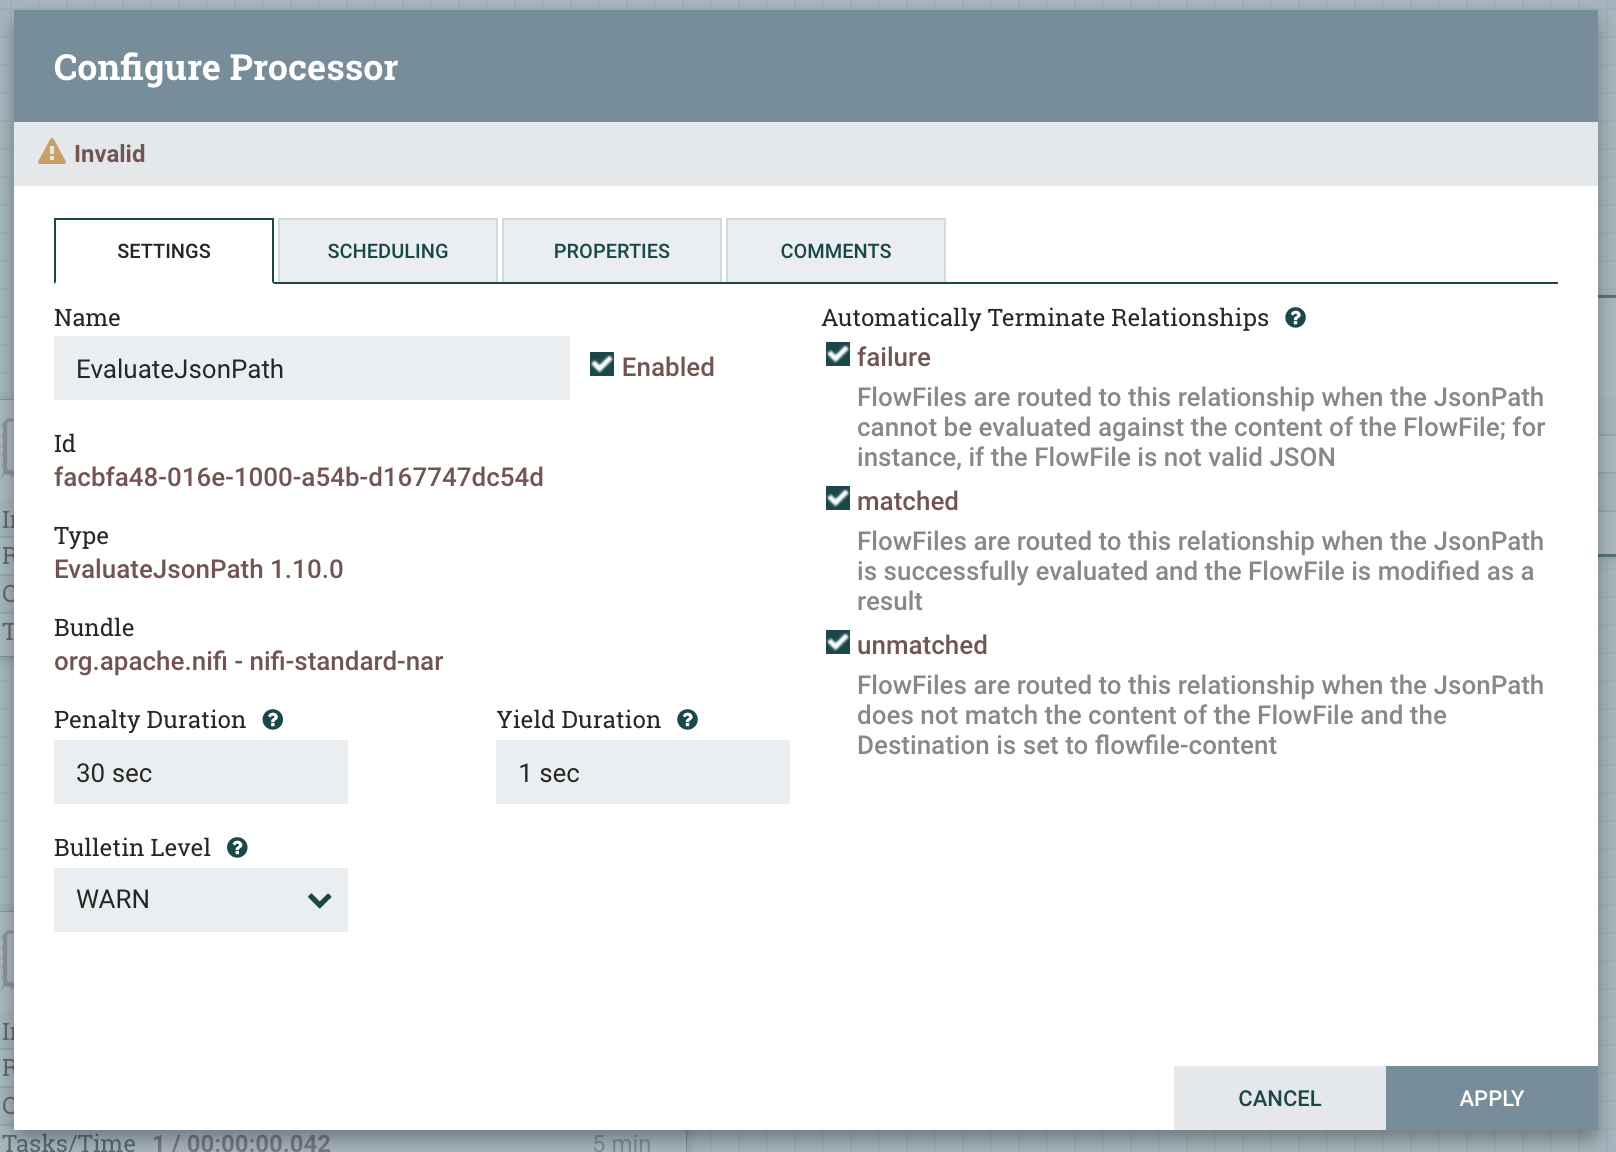 Configure Processor
Invalid
SETTINGS
SCHEDULING
PROPERTIES
COMMENTS
Name
EvaluateJsonPath
Enabled
Id
facbfa48-016e-1000-a54b-d167747dc54d
Type
EvaluateJsonPath 1.10.0
Bundle
org.apache.nifi - nifi-standard-nar
Penalty Duration
Yield Duration
30 sec
1 sec
Bulletin Level
WARN
Automatically Terminate Relationships
failure
FlowFiles are routed to this relationship when the JsonPath
cannot be evaluated against the content of the FlowFile; for
instance, if the FlowFile is not valid JSON
matched
FlowFiles are routed to this relationship when the JsonPath
is successfully evaluated and the FlowFile is modified as a
result
unmatched
FlowFiles are routed to this relationship when the JsonPath
does not match the content of the FlowFile and the
Destination is set to flowfile-content
CANCEL
APPLY
Tasks/Time 1 / 00:00:00.042 5 min